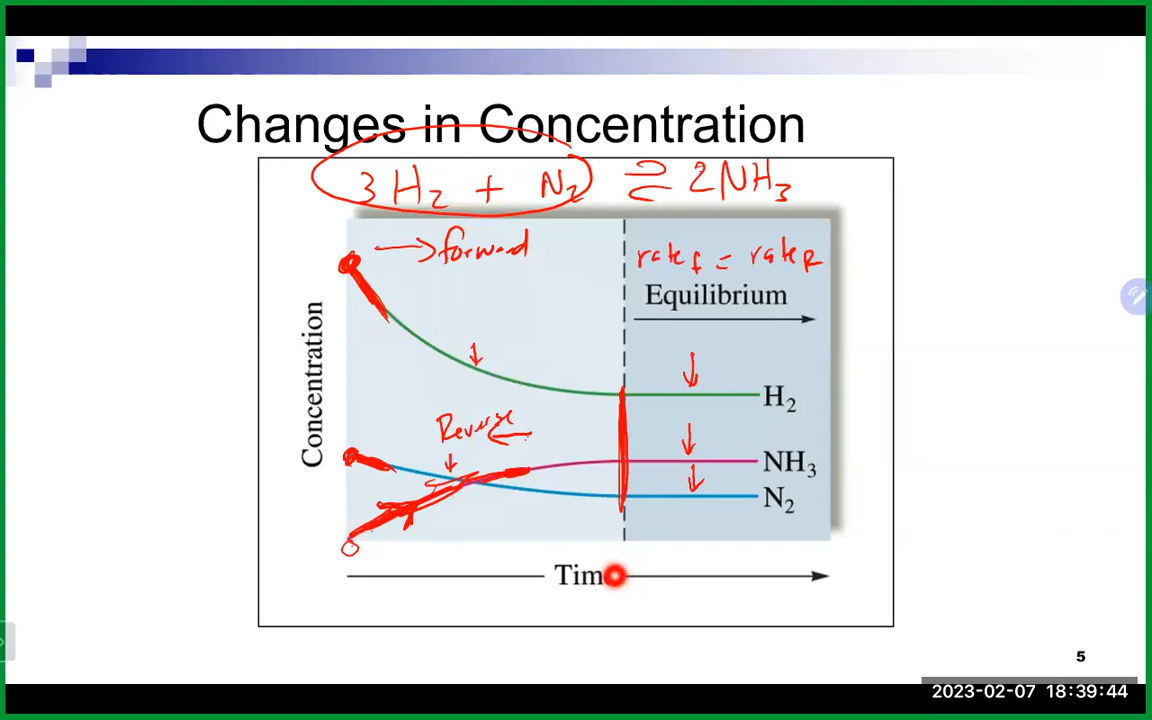 Changes in Concentration
3 H₂ + N₂ ⇄ 2NH₃
→ forward
rate f = rate R
Equilibrium
Concentration
H₂
Reverse
NH₃
N₂
Tim
5
2023-02-07 18:39:44